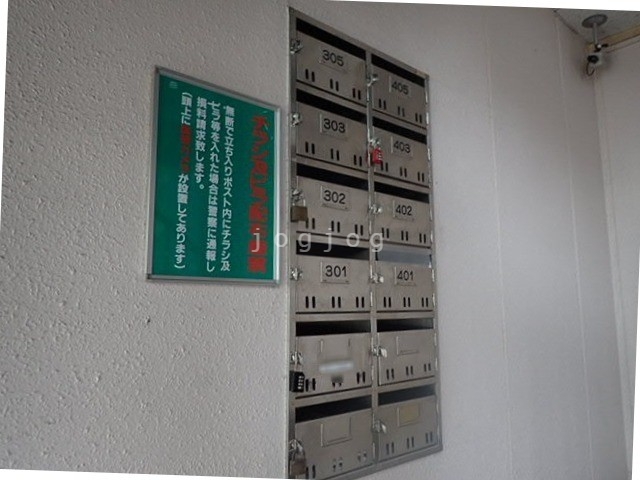 無断で立ち入りポスト内にチラシ及
ビラ等を入れた場合は警察に通報し
損料請求致します。
(頭上に
が設置してあります)
305
405
303
403
302
402
301
401
jogjog